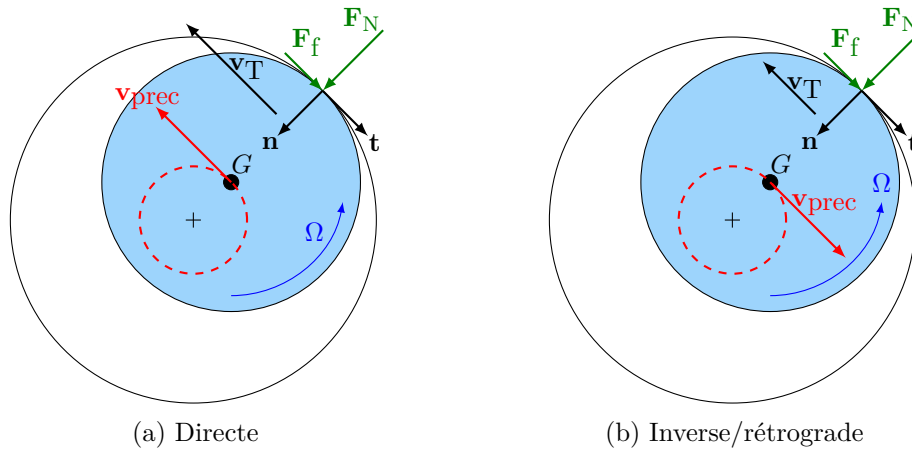 F_N F_N
F_f F_f
v_T v_T
v_prec
n t n t
G G
Ω v_prec Ω
+ +
(a) Directe (b) Inverse/rétrograde